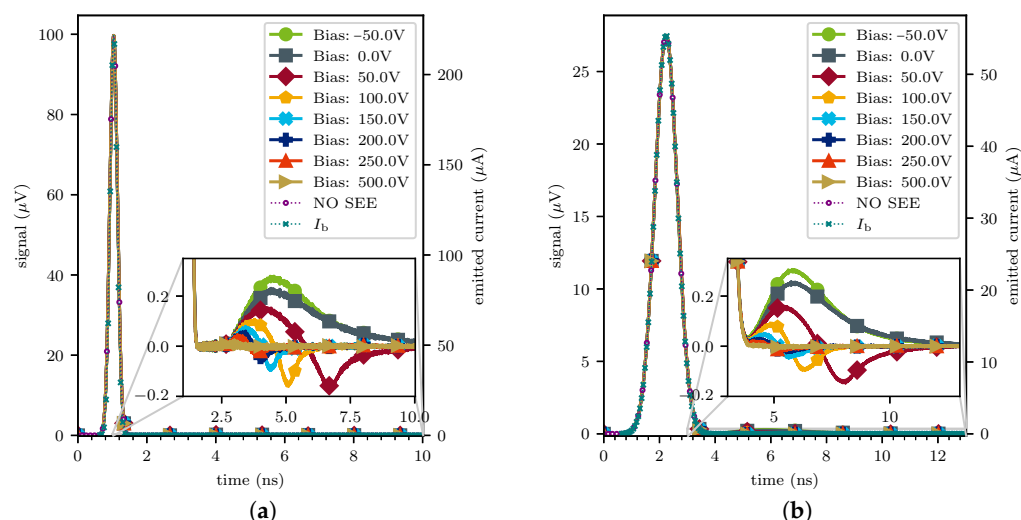 signal (μV)
100
80
60
40
20
0
0 2 4 6 8 10
time (ns)
emitted current (μA)
200
150
100
50
0
Bias: −50.0V
Bias: 0.0V
Bias: 50.0V
Bias: 100.0V
Bias: 150.0V
Bias: 200.0V
Bias: 250.0V
Bias: 500.0V
NO SEE
I_b
0.2
0.0
−0.2
2.5 5.0 7.5 10.0
(a)
signal (μV)
25
20
15
10
5
0
0 2 4 6 8 10 12
time (ns)
emitted current (μA)
50
40
30
20
10
0
Bias: −50.0V
Bias: 0.0V
Bias: 50.0V
Bias: 100.0V
Bias: 150.0V
Bias: 200.0V
Bias: 250.0V
Bias: 500.0V
NO SEE
I_b
0.2
0.0
−0.2
5 10
(b)